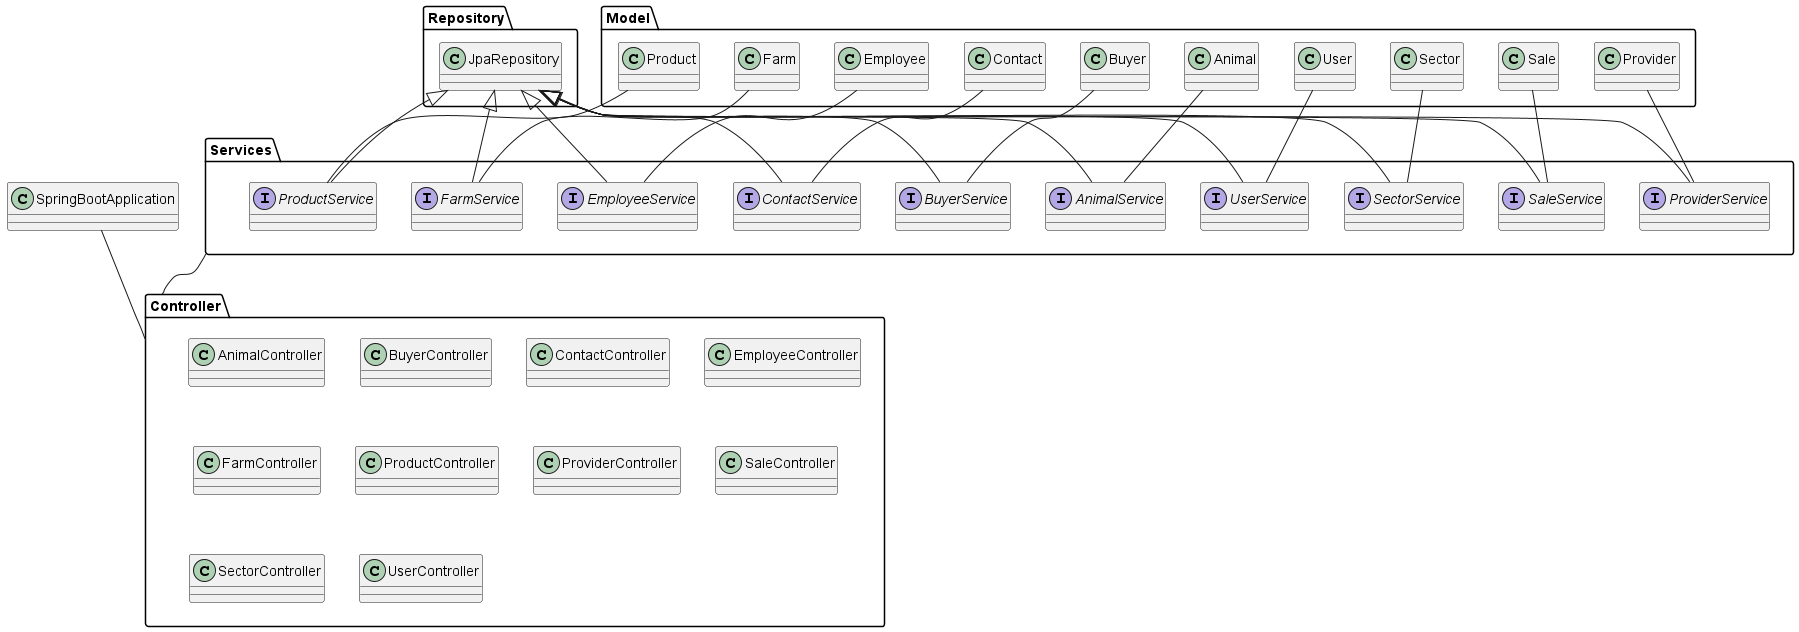 Repository
Model
C JpaRepository
C Product
C Farm
C Employee
C Contact
C Buyer
C Animal
C User
C Sector
C Sale
C Provider
Services
C SpringBootApplication
I ProductService
I FarmService
I EmployeeService
I ContactService
I BuyerService
I AnimalService
I UserService
I SectorService
I SaleService
I ProviderService
Controller
C AnimalController
C BuyerController
C ContactController
C EmployeeController
C FarmController
C ProductController
C ProviderController
C SaleController
C SectorController
C UserController